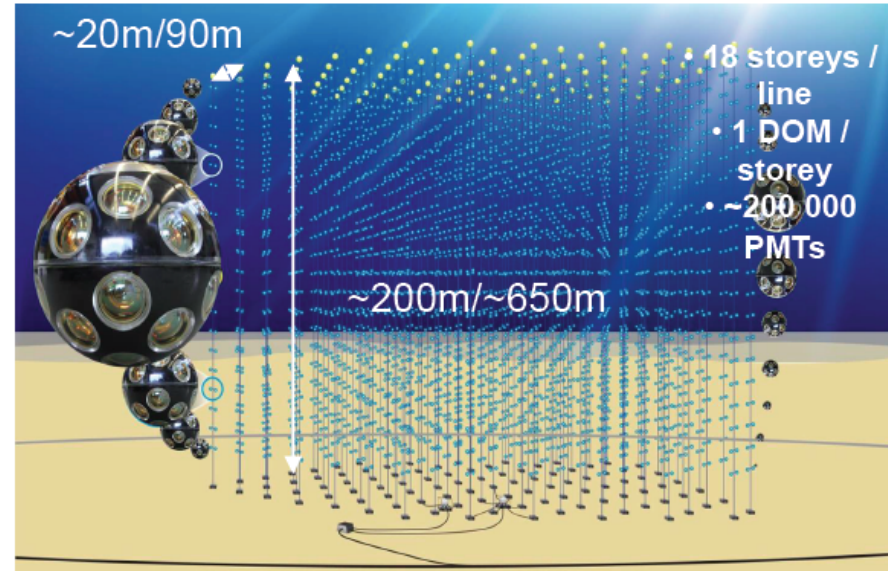 ~20m/90m
• 18 storeys /
line
• 1 DOM /
storey
• ~200 000
PMTs
~200m/~650m